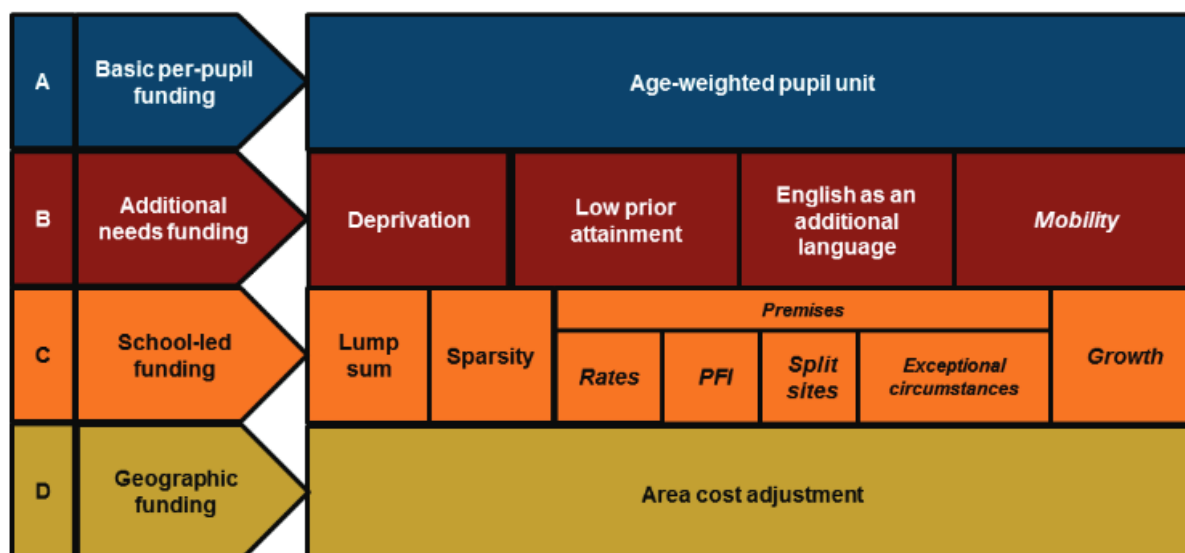 A
Basic per-pupil
funding
Age-weighted pupil unit
B
Additional
needs funding
Deprivation
Low prior
attainment
English as an
additional
language
Mobility
C
School-led
funding
Lump
sum
Sparsity
Premises
Rates
PFI
Split
sites
Exceptional
circumstances
Growth
D
Geographic
funding
Area cost adjustment